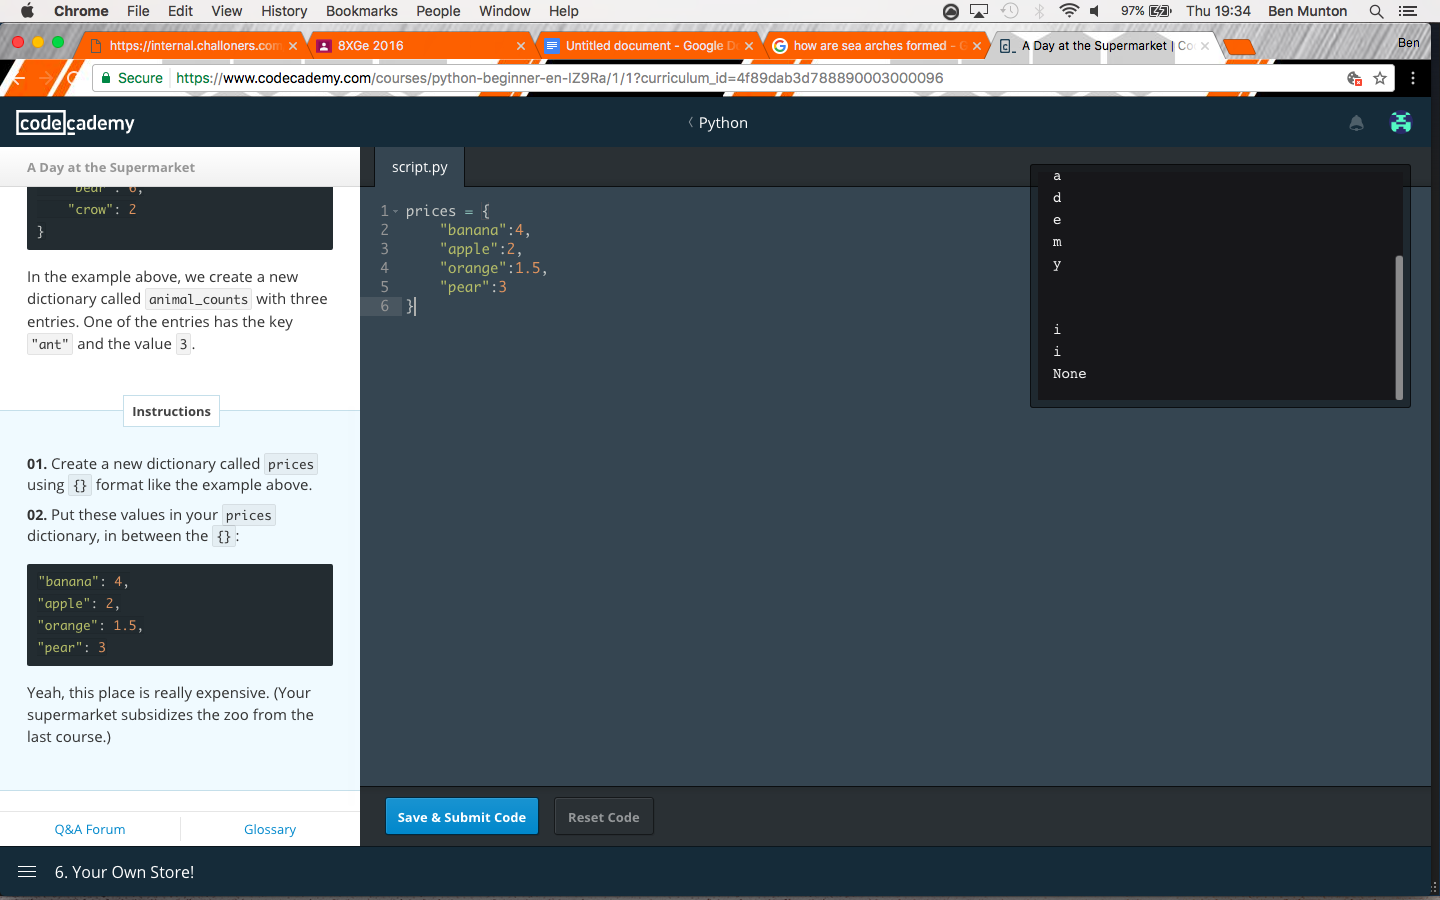 Chrome File Edit View History Bookmarks People Window Help 97% Thu 19:34 Ben Munton
https://internal.challoners.com 8XGe 2016 Untitled document - Google D how are sea arches formed - G A Day at the Supermarket | Co Ben
Secure https://www.codecademy.com/courses/python-beginner-en-IZ9Ra/1/1?curriculum_id=4f89dab3d788890003000096
codecademy
Python
A Day at the Supermarket
"bear": 6,
"crow": 2
}
In the example above, we create a new
dictionary called animal_counts with three
entries. One of the entries has the key
"ant" and the value 3.
Instructions
01. Create a new dictionary called prices
using {} format like the example above.
02. Put these values in your prices
dictionary, in between the {}:
"banana": 4,
"apple": 2,
"orange": 1.5,
"pear": 3
Yeah, this place is really expensive. (Your
supermarket subsidizes the zoo from the
last course.)
Q&A Forum Glossary
script.py
1 prices = {
2 "banana":4,
3 "apple":2,
4 "orange":1.5,
5 "pear":3
6 }
a
d
e
m
y
i
i
None
Save & Submit Code Reset Code
6. Your Own Store!